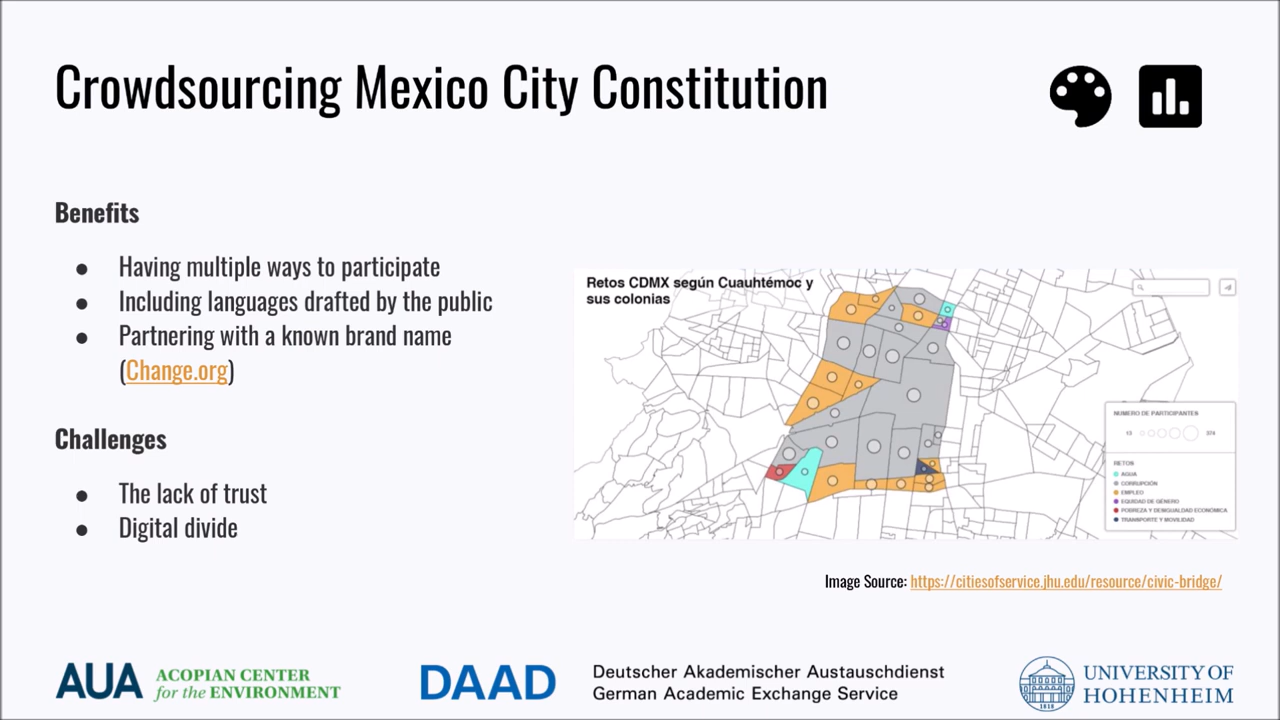 Crowdsourcing Mexico City Constitution
Benefits
● Having multiple ways to participate
● Including languages drafted by the public
● Partnering with a known brand name
(Change.org)
Challenges
● The lack of trust
● Digital divide
Retos CDMX según Cuauhtémoc y
sus colonias
NUMERO DE PARTICIPANTES
13 374
RETOS
AGUA
CORRUPCIÓN
EMPLEO
EQUIDAD DE GÉNERO
POBREZA Y DESIGUALDAD ECONÓMICA
TRANSPORTE Y MOVILIDAD
Image Source: https://citiesofservice.jhu.edu/resource/civic-bridge/
AUA ACOPIAN CENTER
for the ENVIRONMENT
DAAD
Deutscher Akademischer Austauschdienst
German Academic Exchange Service
1818
UNIVERSITY OF
HOHENHEIM